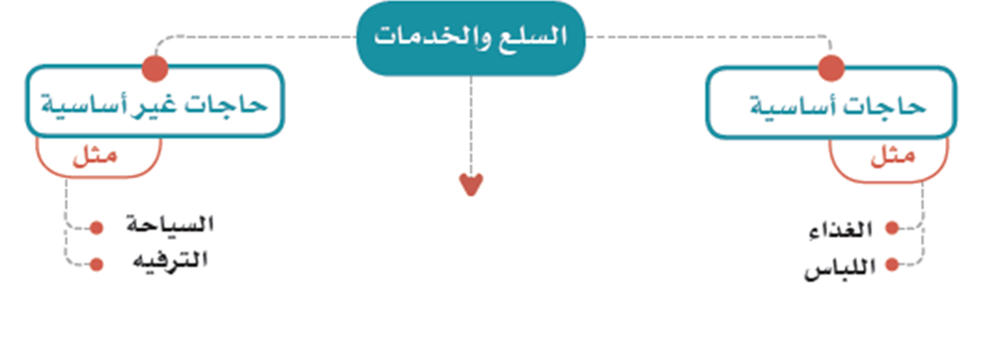 السلع والخدمات
حاجات أساسية
مثل
الغذاء
اللباس
حاجات غير أساسية
مثل
السياحة
الترفيه